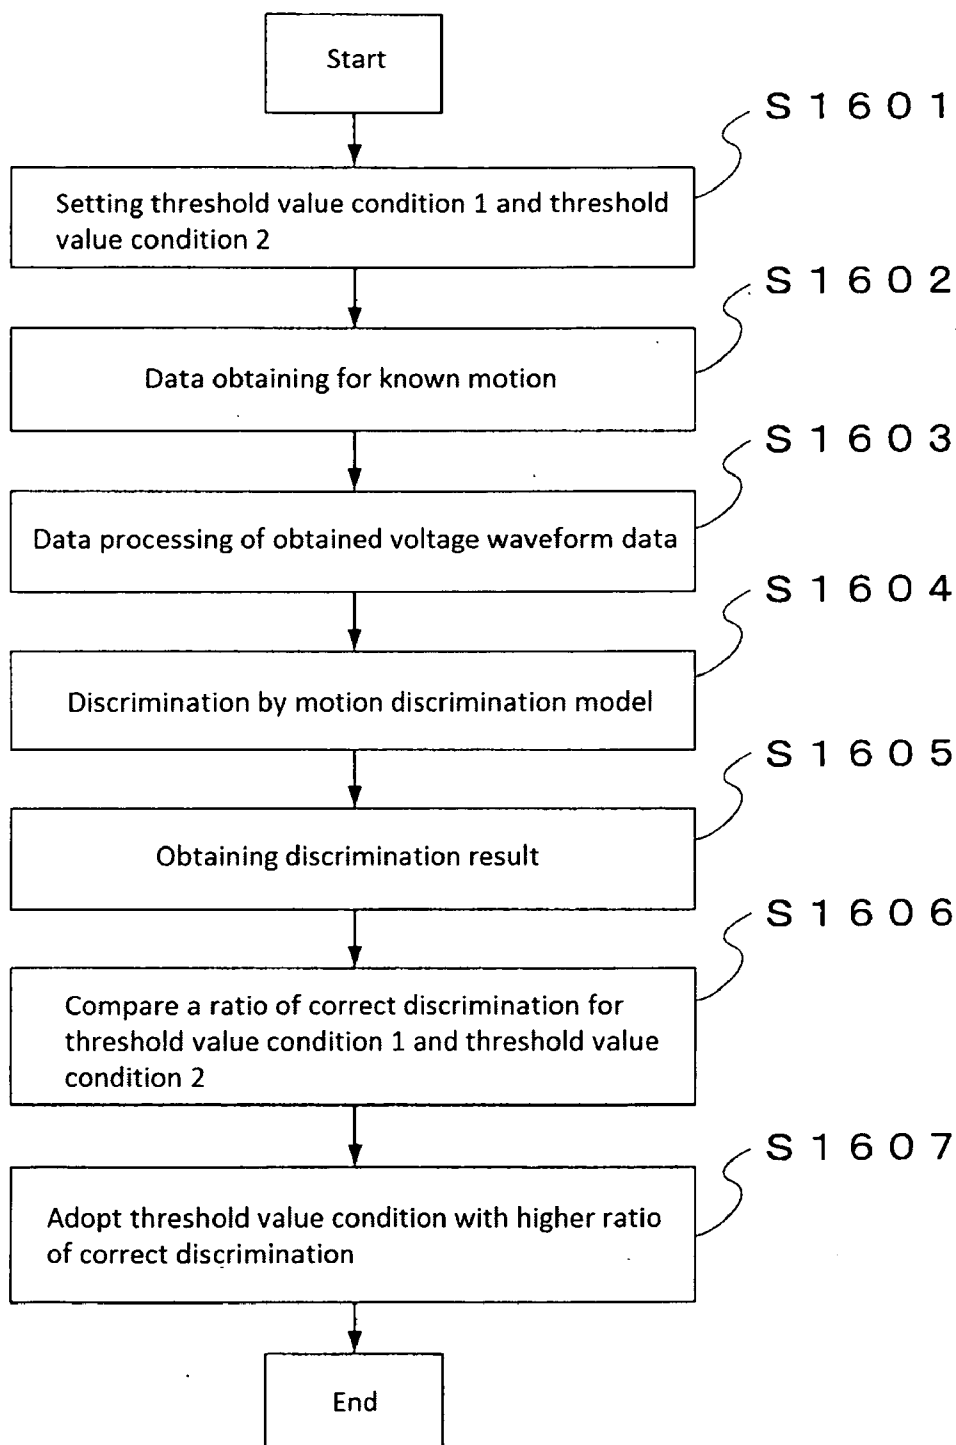 Start
S1601
Setting threshold value condition 1 and threshold
value condition 2
S1602
Data obtaining for known motion
S1603
Data processing of obtained voltage waveform data
S1604
Discrimination by motion discrimination model
S1605
Obtaining discrimination result
S1606
Compare a ratio of correct discrimination for
threshold value condition 1 and threshold value
condition 2
S1607
Adopt threshold value condition with higher ratio
of correct discrimination
End